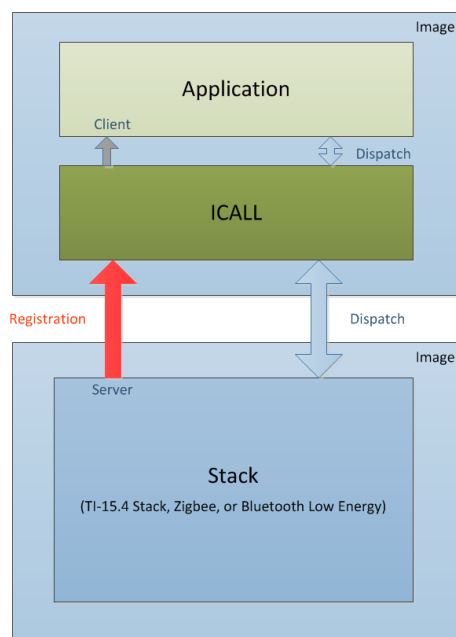 Image
Application
Client
Dispatch
ICALL
Registration
Dispatch
Image
Server
Stack
(TI-15.4 Stack, Zigbee, or Bluetooth Low Energy)